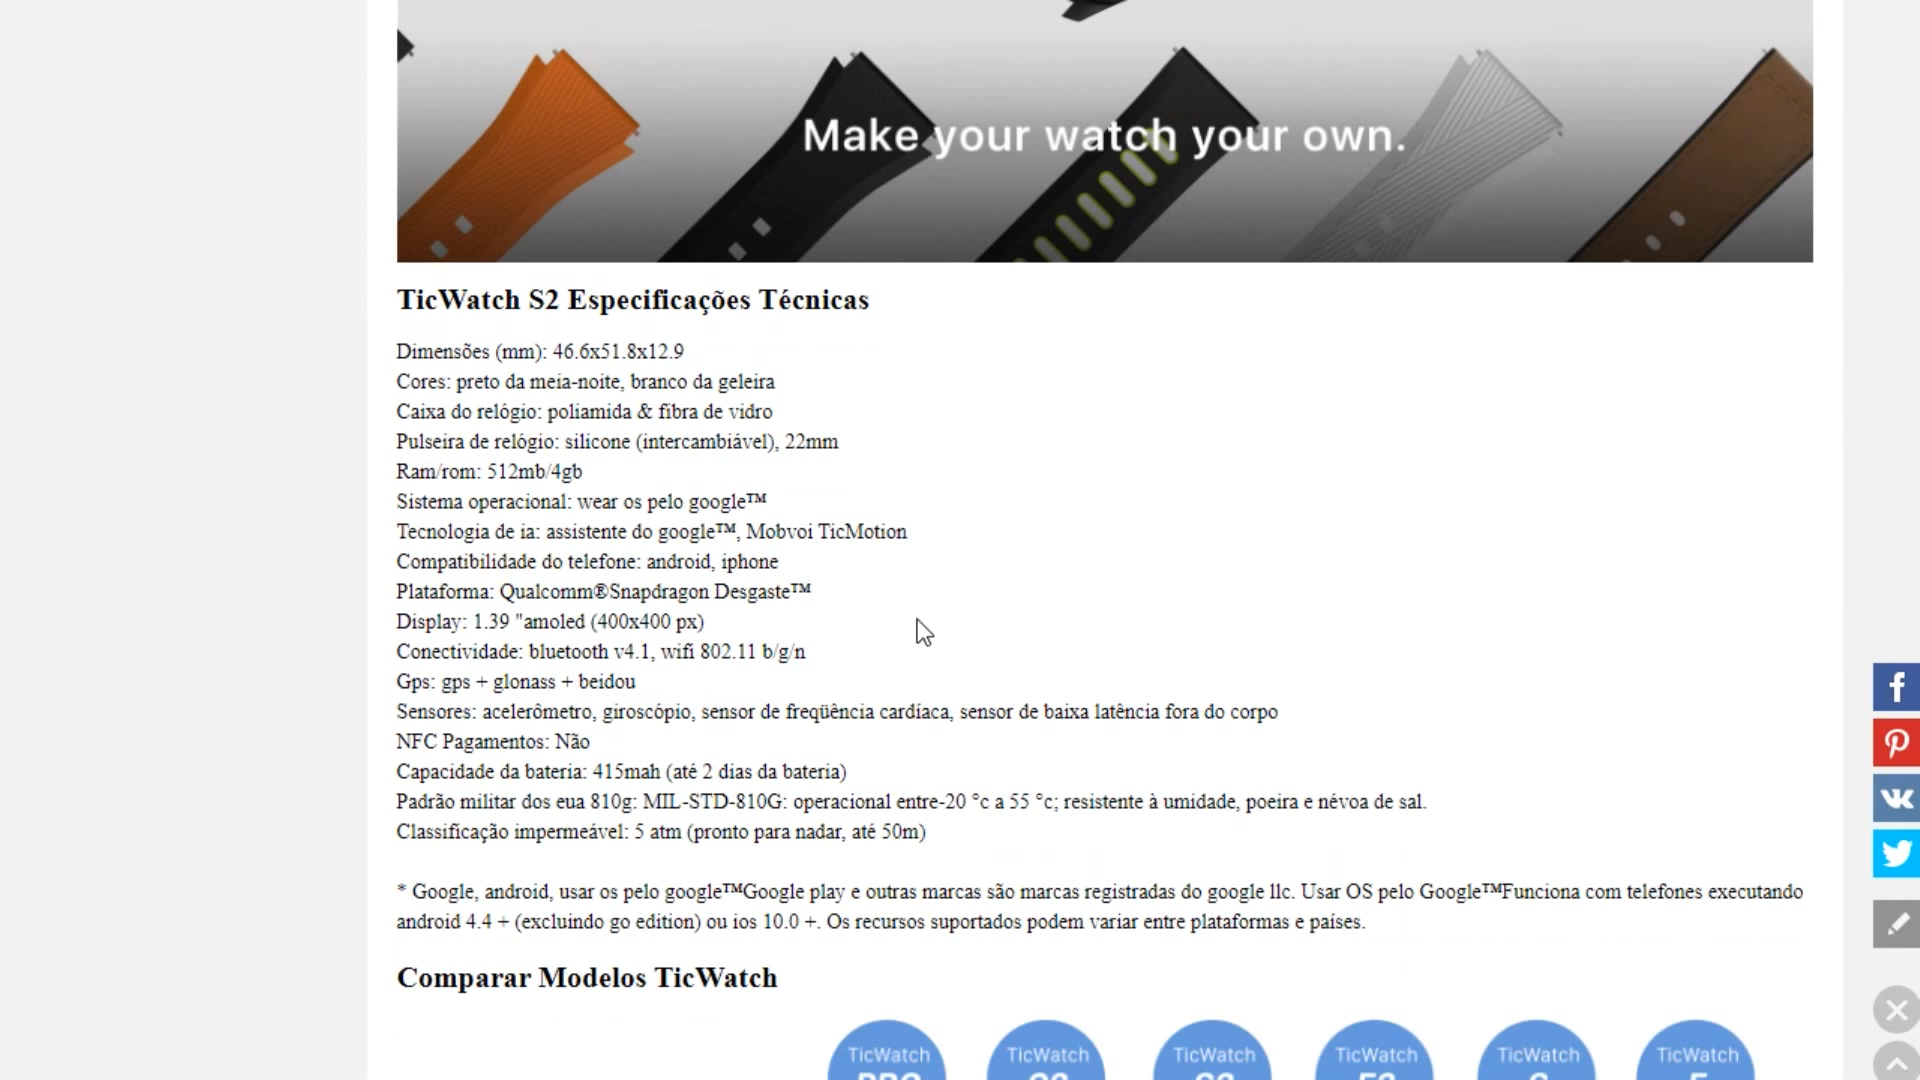 Make your watch your own.
TicWatch S2 Especificações Técnicas
Dimensões (mm): 46.6x51.8x12.9
Cores: preto da meia-noite, branco da geleira
Caixa do relógio: poliamida & fibra de vidro
Pulseira de relógio: silicone (intercambiável), 22mm
Ram/rom: 512mb/4gb
Sistema operacional: wear os pelo google™
Tecnologia de ia: assistente do google™, Mobvoi TicMotion
Compatibilidade do telefone: android, iphone
Plataforma: Qualcomm®Snapdragon Desgaste™
Display: 1.39 "amoled (400x400 px)
Conectividade: bluetooth v4.1, wifi 802.11 b/g/n
Gps: gps + glonass + beidou
Sensores: acelerômetro, giroscópio, sensor de freqüência cardíaca, sensor de baixa latência fora do corpo
NFC Pagamentos: Não
Capacidade da bateria: 415mah (até 2 dias da bateria)
Padrão militar dos eua 810g: MIL-STD-810G: operacional entre-20 °c a 55 °c; resistente à umidade, poeira e névoa de sal.
Classificação impermeável: 5 atm (pronto para nadar, até 50m)
* Google, android, usar os pelo google™Google play e outras marcas são marcas registradas do google llc. Usar OS pelo Google™Funciona com telefones executando
android 4.4 + (excluindo go edition) ou ios 10.0 +. Os recursos suportados podem variar entre plataformas e países.
Comparar Modelos TicWatch
TicWatch TicWatch TicWatch TicWatch TicWatch TicWatch